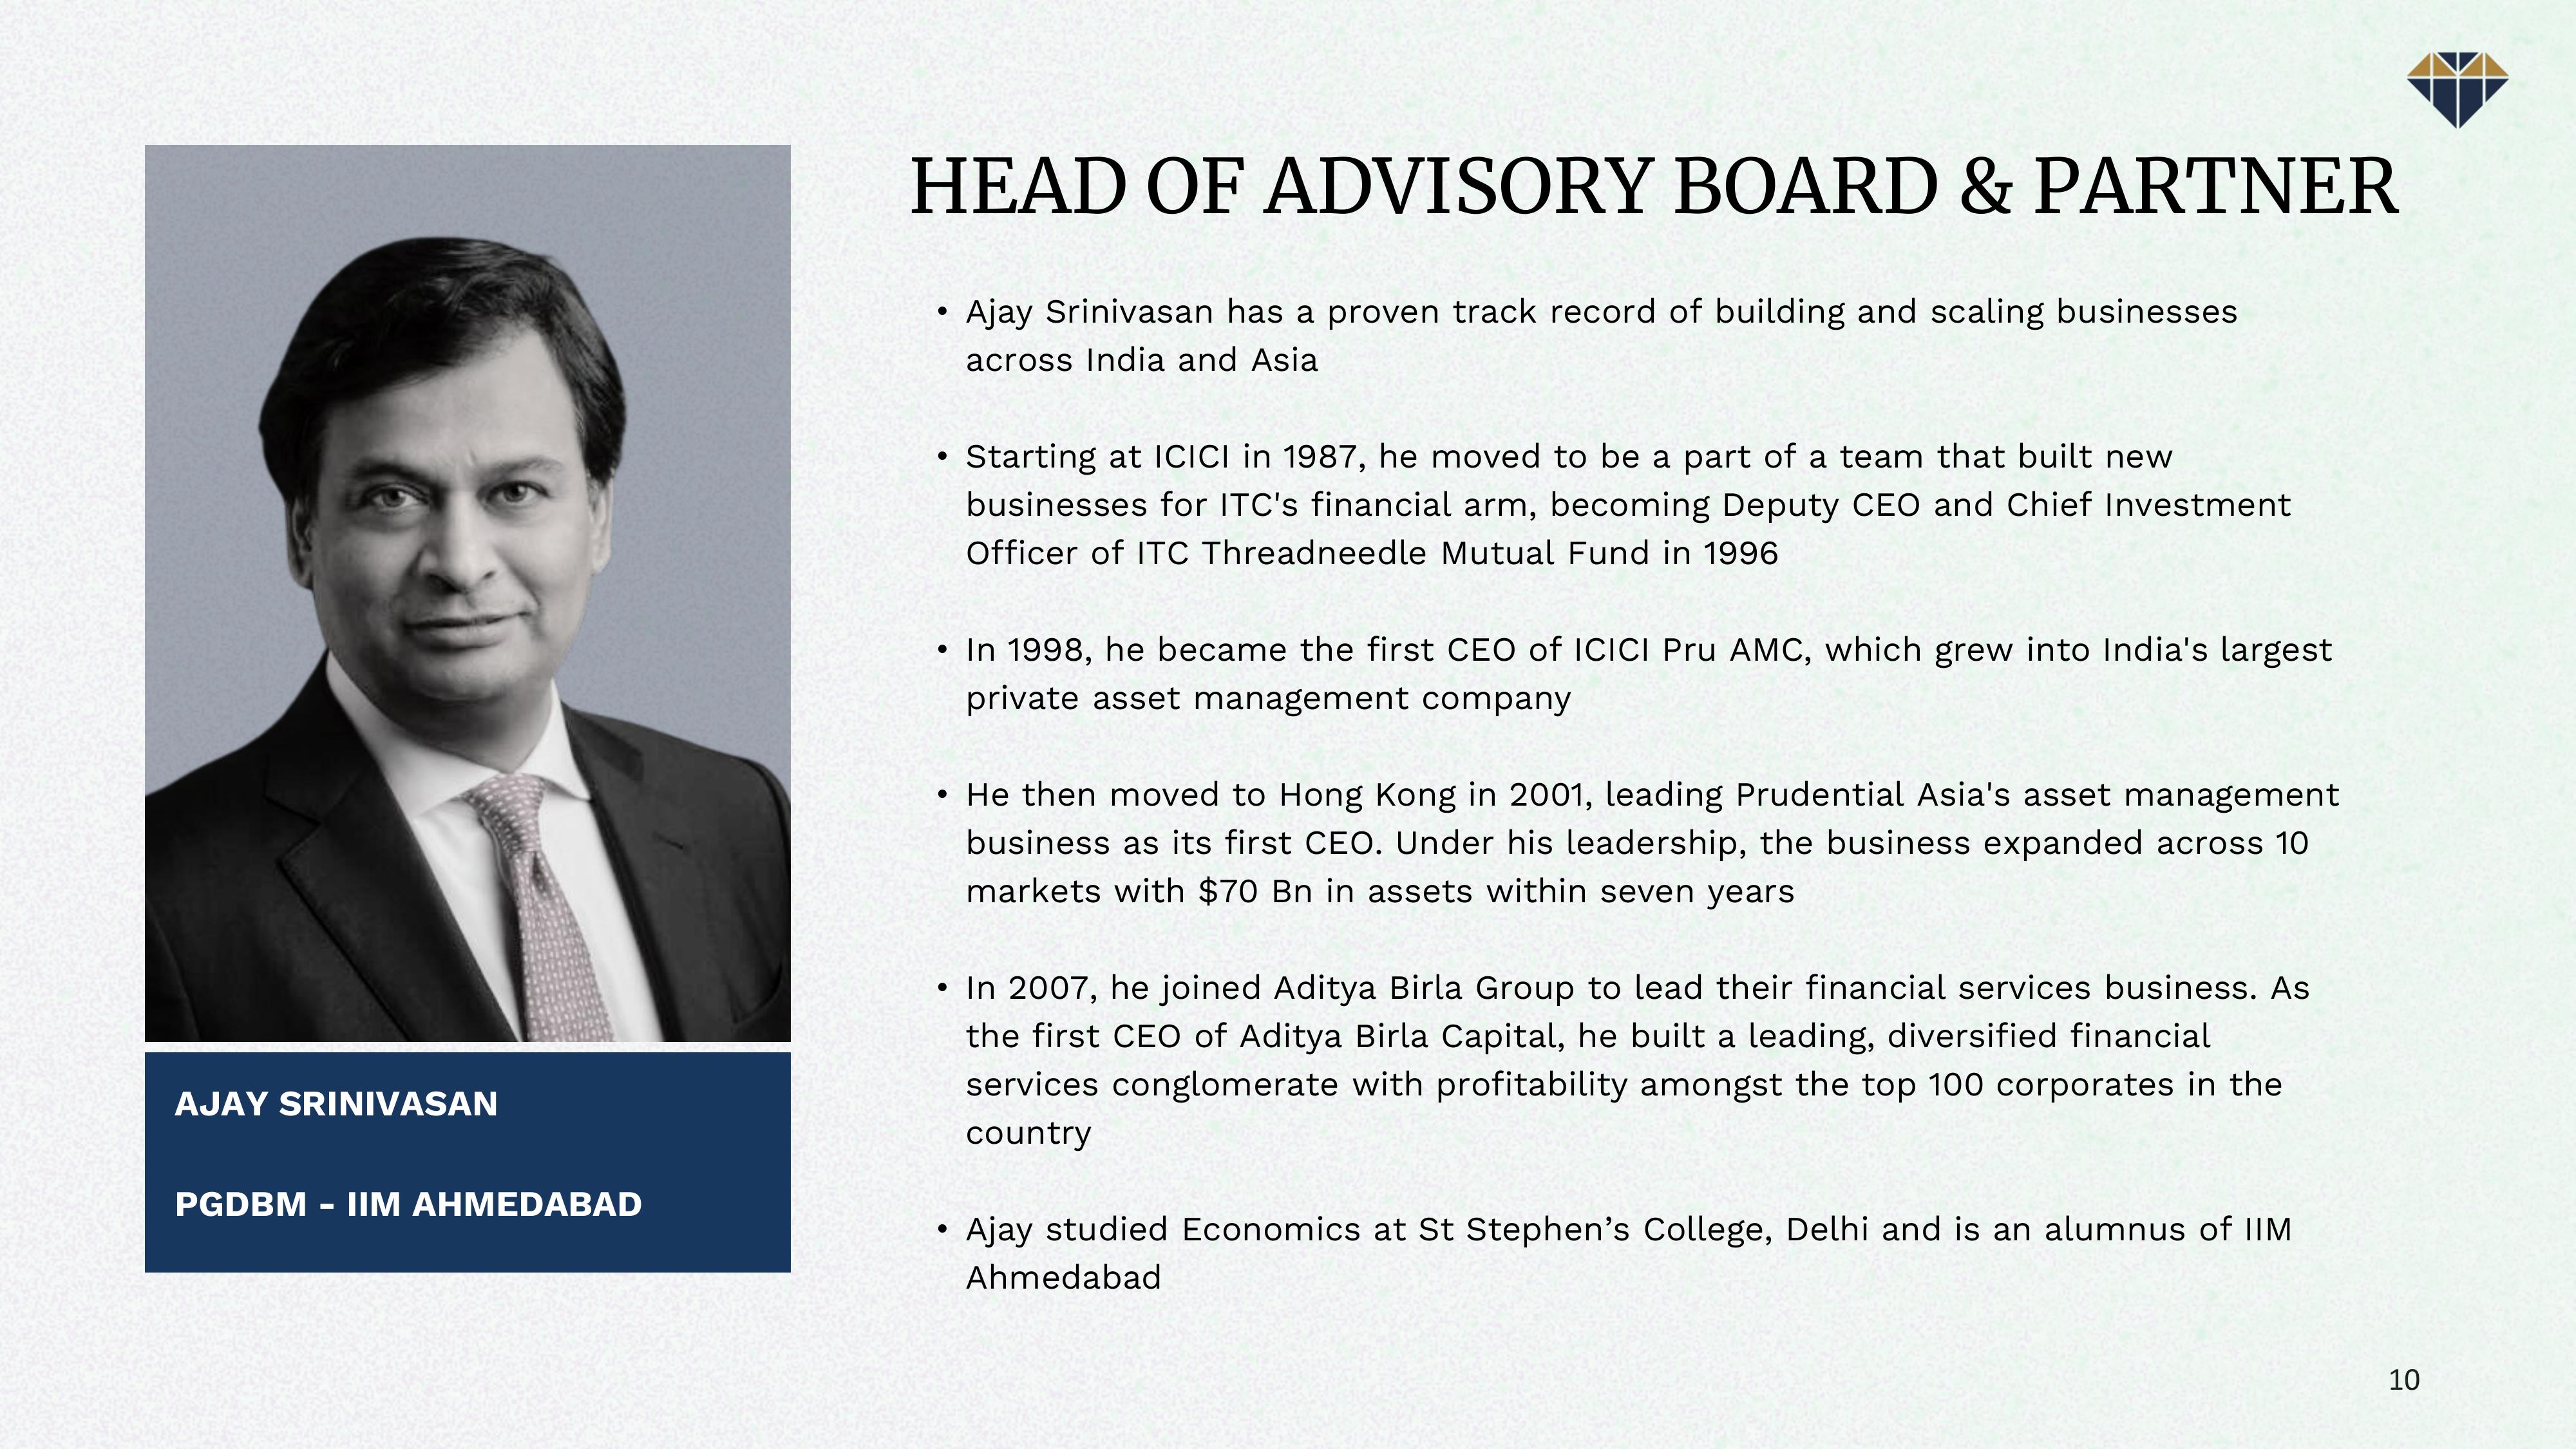 HEAD OF ADVISORY BOARD & PARTNER
• Ajay Srinivasan has a proven track record of building and scaling businesses
across India and Asia
• Starting at ICICI in 1987, he moved to be a part of a team that built new
businesses for ITC's financial arm, becoming Deputy CEO and Chief Investment
Officer of ITC Threadneedle Mutual Fund in 1996
• In 1998, he became the first CEO of ICICI Pru AMC, which grew into India's largest
private asset management company
• He then moved to Hong Kong in 2001, leading Prudential Asia's asset management
business as its first CEO. Under his leadership, the business expanded across 10
markets with $70 Bn in assets within seven years
• In 2007, he joined Aditya Birla Group to lead their financial services business. As
the first CEO of Aditya Birla Capital, he built a leading, diversified financial
services conglomerate with profitability amongst the top 100 corporates in the
country
• Ajay studied Economics at St Stephen’s College, Delhi and is an alumnus of IIM
Ahmedabad
AJAY SRINIVASAN
PGDBM - IIM AHMEDABAD
10